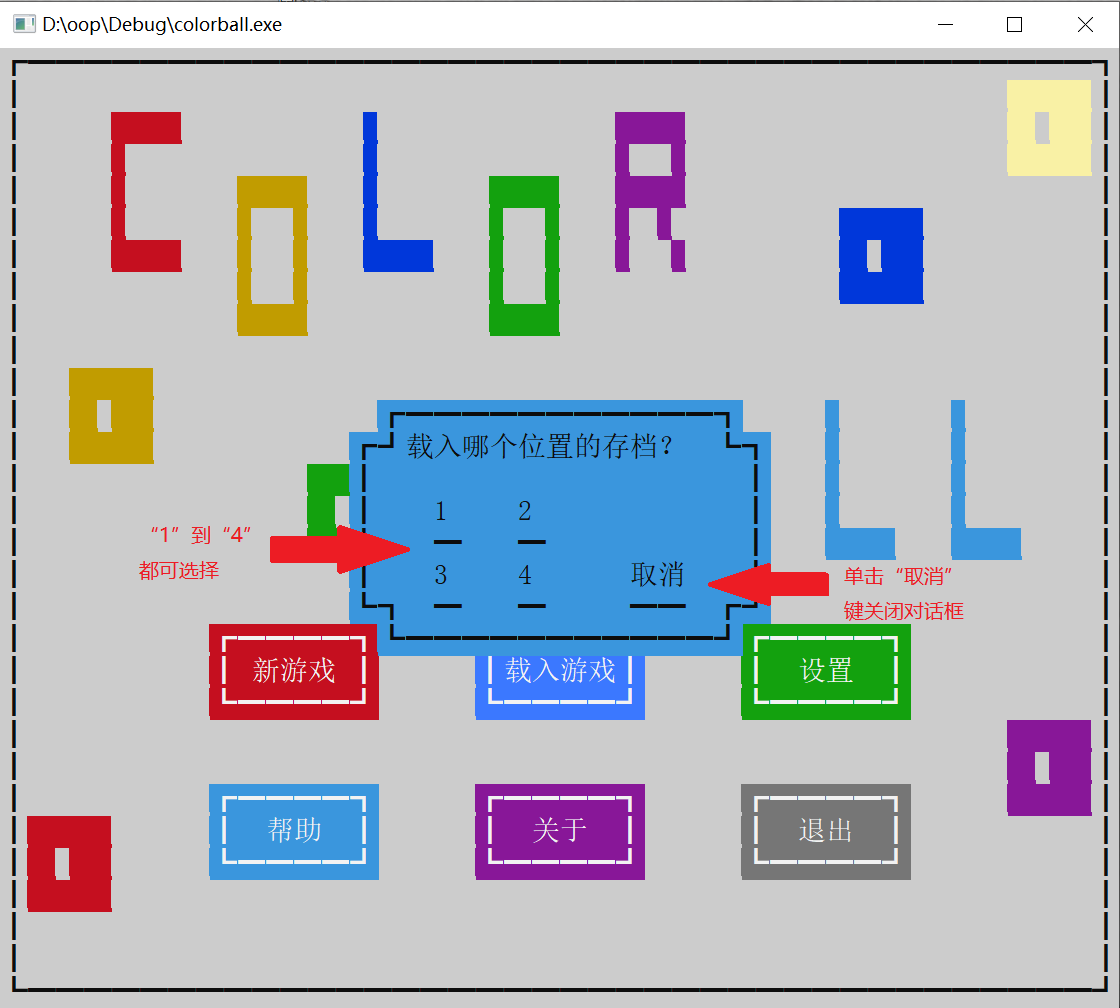 D:\oop\Debug\colorball.exe
COLOR
LL
载入哪个位置的存档?
1 2
3 4 取消
“1”到“4”
都可选择
单击“取消”
键关闭对话框
新游戏 载入游戏 设置
帮助 关于 退出